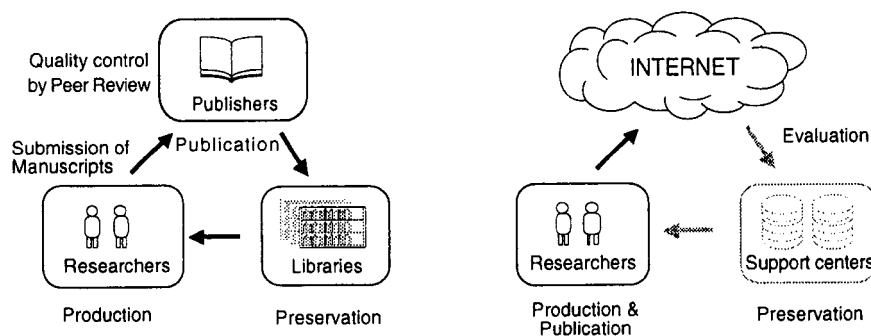 Quality control
by Peer Review
Publishers
Submission of
Manuscripts
Publication
Researchers
Libraries
Production
Preservation
INTERNET
Evaluation
Researchers
Support centers
Production &
Publication
Preservation